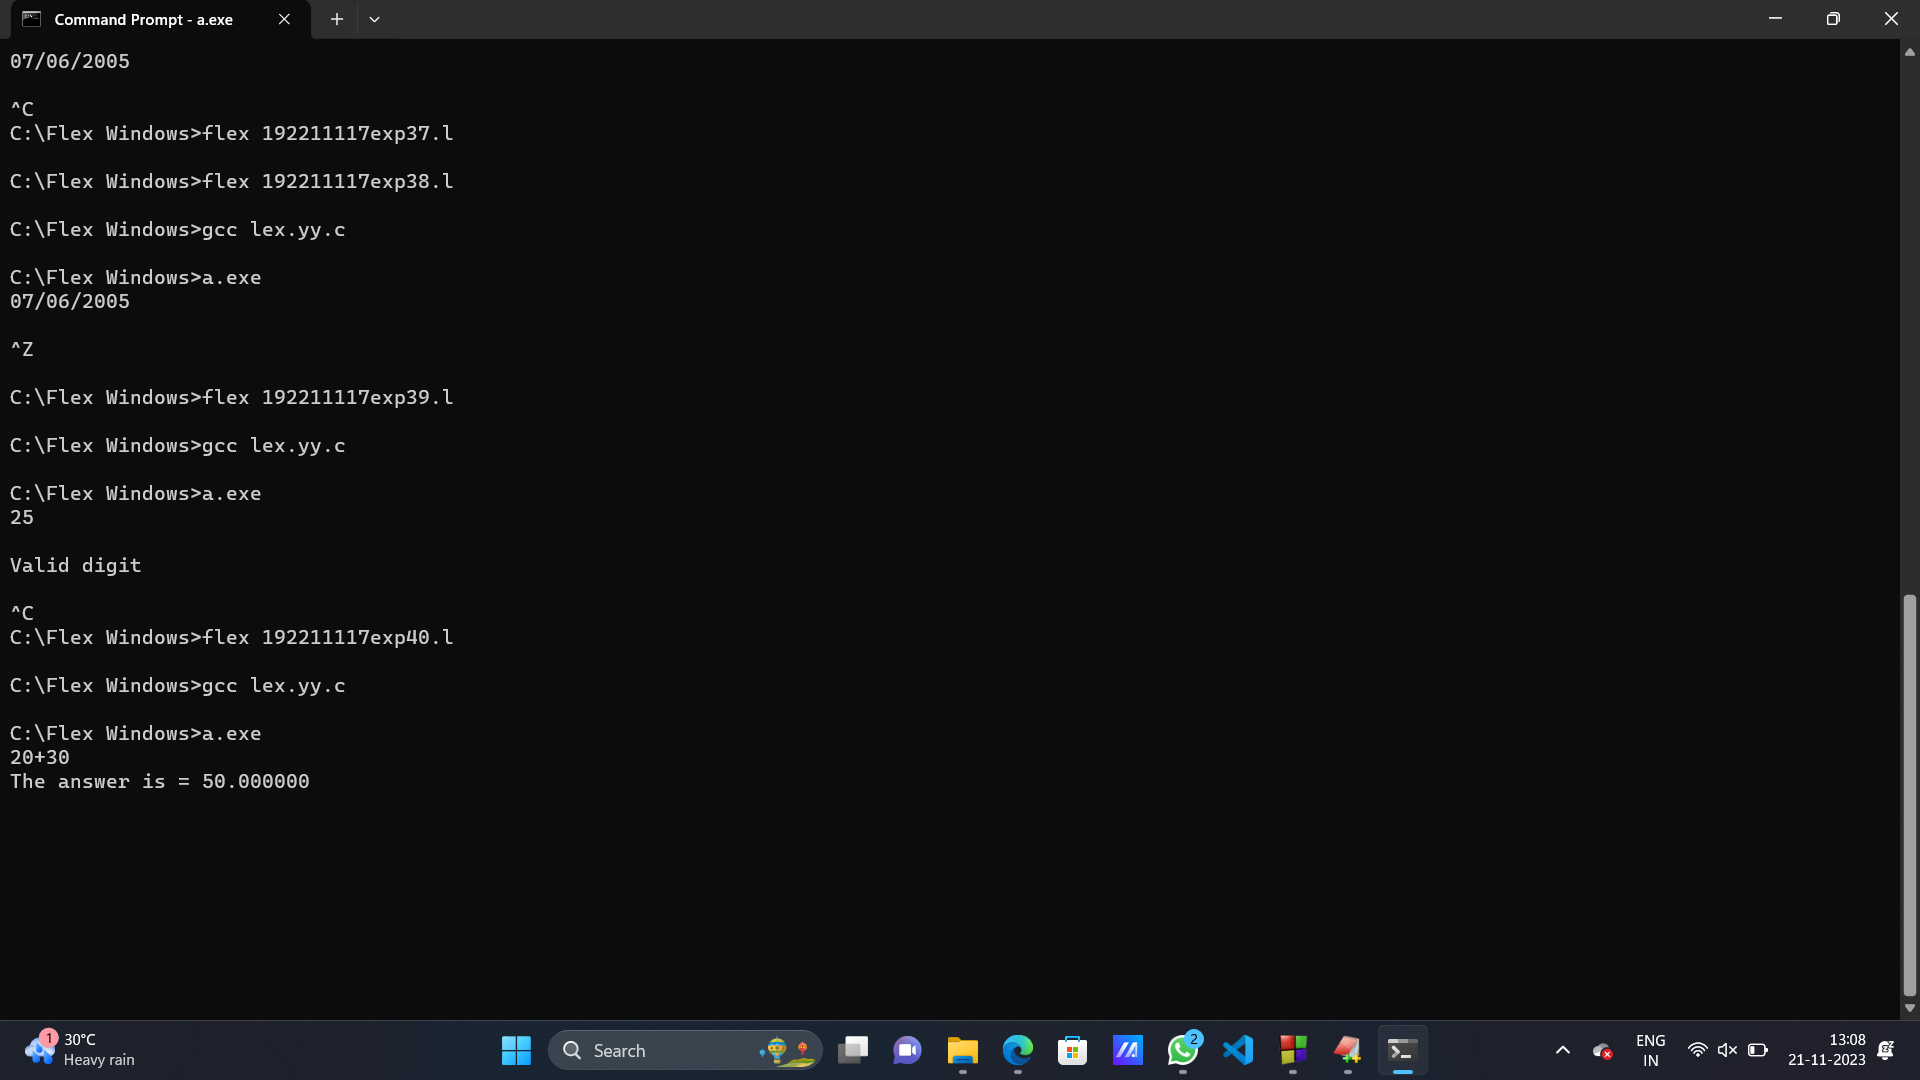 Command Prompt - a.exe
07/06/2005
^C
C:\Flex Windows>flex 192211117exp37.l
C:\Flex Windows>flex 192211117exp38.l
C:\Flex Windows>gcc lex.yy.c
C:\Flex Windows>a.exe
07/06/2005
^Z
C:\Flex Windows>flex 192211117exp39.l
C:\Flex Windows>gcc lex.yy.c
C:\Flex Windows>a.exe
25
Valid digit
^C
C:\Flex Windows>flex 192211117exp40.l
C:\Flex Windows>gcc lex.yy.c
C:\Flex Windows>a.exe
20+30
The answer is = 50.000000
1
30°C
Heavy rain
Search
2
ENG
IN
13:08
21-11-2023